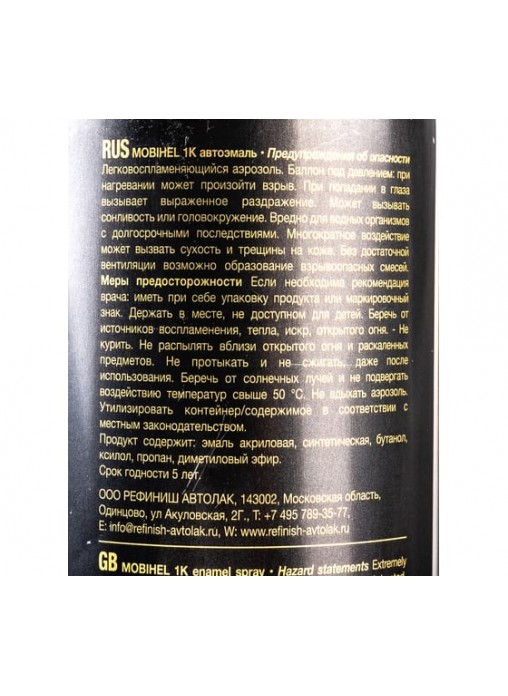 RUS MOBIHEL 1K автоэмаль • Предупреждения об опасности
Легковоспламеняющийся аэрозоль. Баллон под давлением: при
нагревании может произойти взрыв. При попадании в глаза
вызывает выраженное раздражение. Может вызывать
сонливость или головокружение. Вредно для водных организмов
с долгосрочными последствиями. Многократное воздействие
может вызвать сухость и трещины на коже. Без достаточной
вентиляции возможно образование взрывоопасных смесей.
Меры предосторожности Если необходима рекомендация
врача: иметь при себе упаковку продукта или маркировочный
знак. Держать в месте, не доступном для детей. Беречь от
источников воспламенения, тепла, искр, открытого огня. - Не
курить. Не распылять вблизи открытого огня и раскаленных
предметов. Не протыкать и не сжигать, даже после
использования. Беречь от солнечных лучей и не подвергать
воздействию температур свыше 50 °С. Не вдыхать аэрозоль.
Утилизировать контейнер/содержимое в соответствии с
местным законодательством.
Продукт содержит: эмаль акриловая, синтетическая, бутанол,
ксилол, пропан, диметиловый эфир.
Срок годности 5 лет.
ООО РЕФИНИШ АВТОЛАК, 143002, Московская область,
Одинцово, ул Акуловская, 2Г., Т: +7 495 789-35-77,
E: info@refinish-avtolak.ru, W: www.refinish-avtolak.ru
GB MOBIHEL 1K enamel spray • Hazard statements Extremely